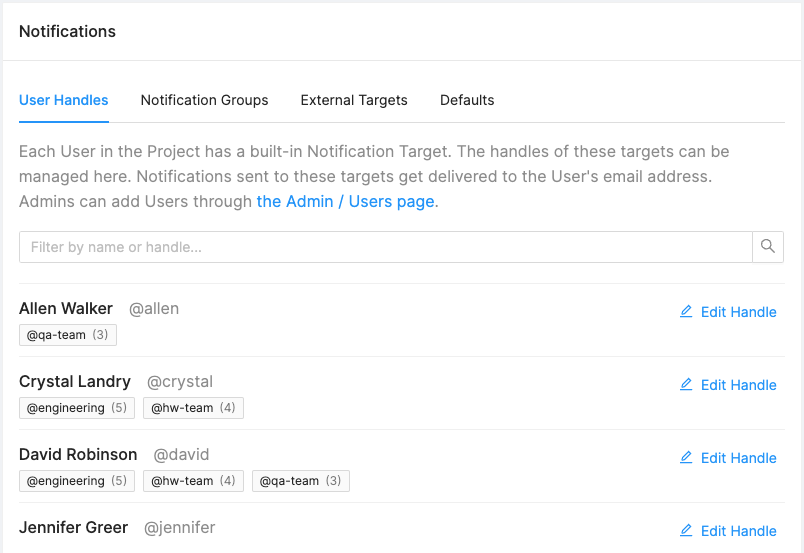 Notifications
User Handles Notification Groups External Targets Defaults
Each User in the Project has a built-in Notification Target. The handles of these targets can be
managed here. Notifications sent to these targets get delivered to the User's email address.
Admins can add Users through the Admin / Users page.
Filter by name or handle...
Allen Walker @allen Edit Handle
@qa-team (3)
Crystal Landry @crystal Edit Handle
@engineering (5) @hw-team (4)
David Robinson @david Edit Handle
@engineering (5) @hw-team (4) @qa-team (3)
Jennifer Greer @jennifer Edit Handle